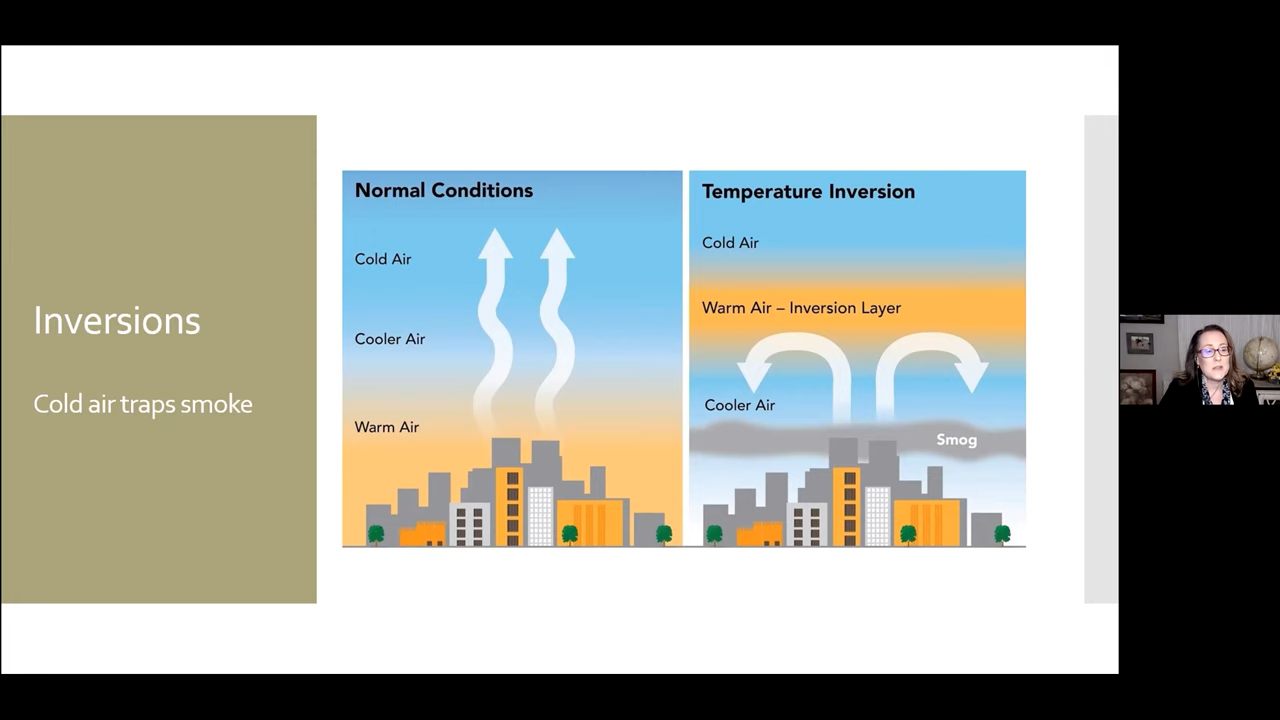 Inversions
Cold air traps smoke
Normal Conditions
Cold Air
Cooler Air
Warm Air
Temperature Inversion
Cold Air
Warm Air – Inversion Layer
Cooler Air
Smog